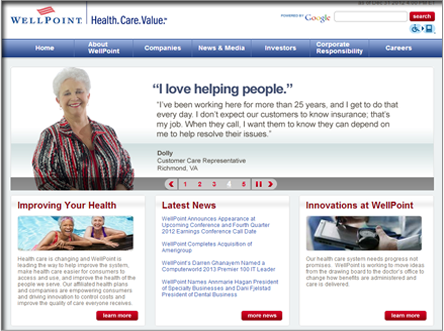 WELLPOINT Health.Care.Value.
POWERED BY Google search
Home About WellPoint Companies News & Media Investors Corporate Responsibility Careers
“I love helping people.”
“I've been working here for more than 25 years, and I get to do that
every day. I don't expect our customers to know insurance; that's
my job. When they call, I want them to know they can depend on
me to help resolve their issues.”
Dolly
Customer Care Representative
Richmond, VA
1 2 3 4 5
Improving Your Health
Health care is changing and WellPoint is
leading the way to help improve the system,
make health care easier for consumers to
access and use, and improve the health of the
people we serve. Our affiliated health plans
and companies are empowering consumers
and driving innovation to control costs and
improve the quality of care everyone receives.
learn more
Latest News
WellPoint Announces Appearance at
Upcoming Conference and Fourth Quarter
2012 Earnings Conference Call Date
WellPoint Completes Acquisition of
Amerigroup
WellPoint's Darren Ghanayem Named a
Computerworld 2013 Premier 100 IT Leader
WellPoint Names Annmarie Hagan President
of Specialty Businesses and Dani Fjelstad
President of Dental Business
more news
Innovations at WellPoint
Our health care system needs progress not
promises. WellPoint is working to move ideas
from the drawing board to the doctor's office to
change how benefits are administered and
care is delivered.
learn more